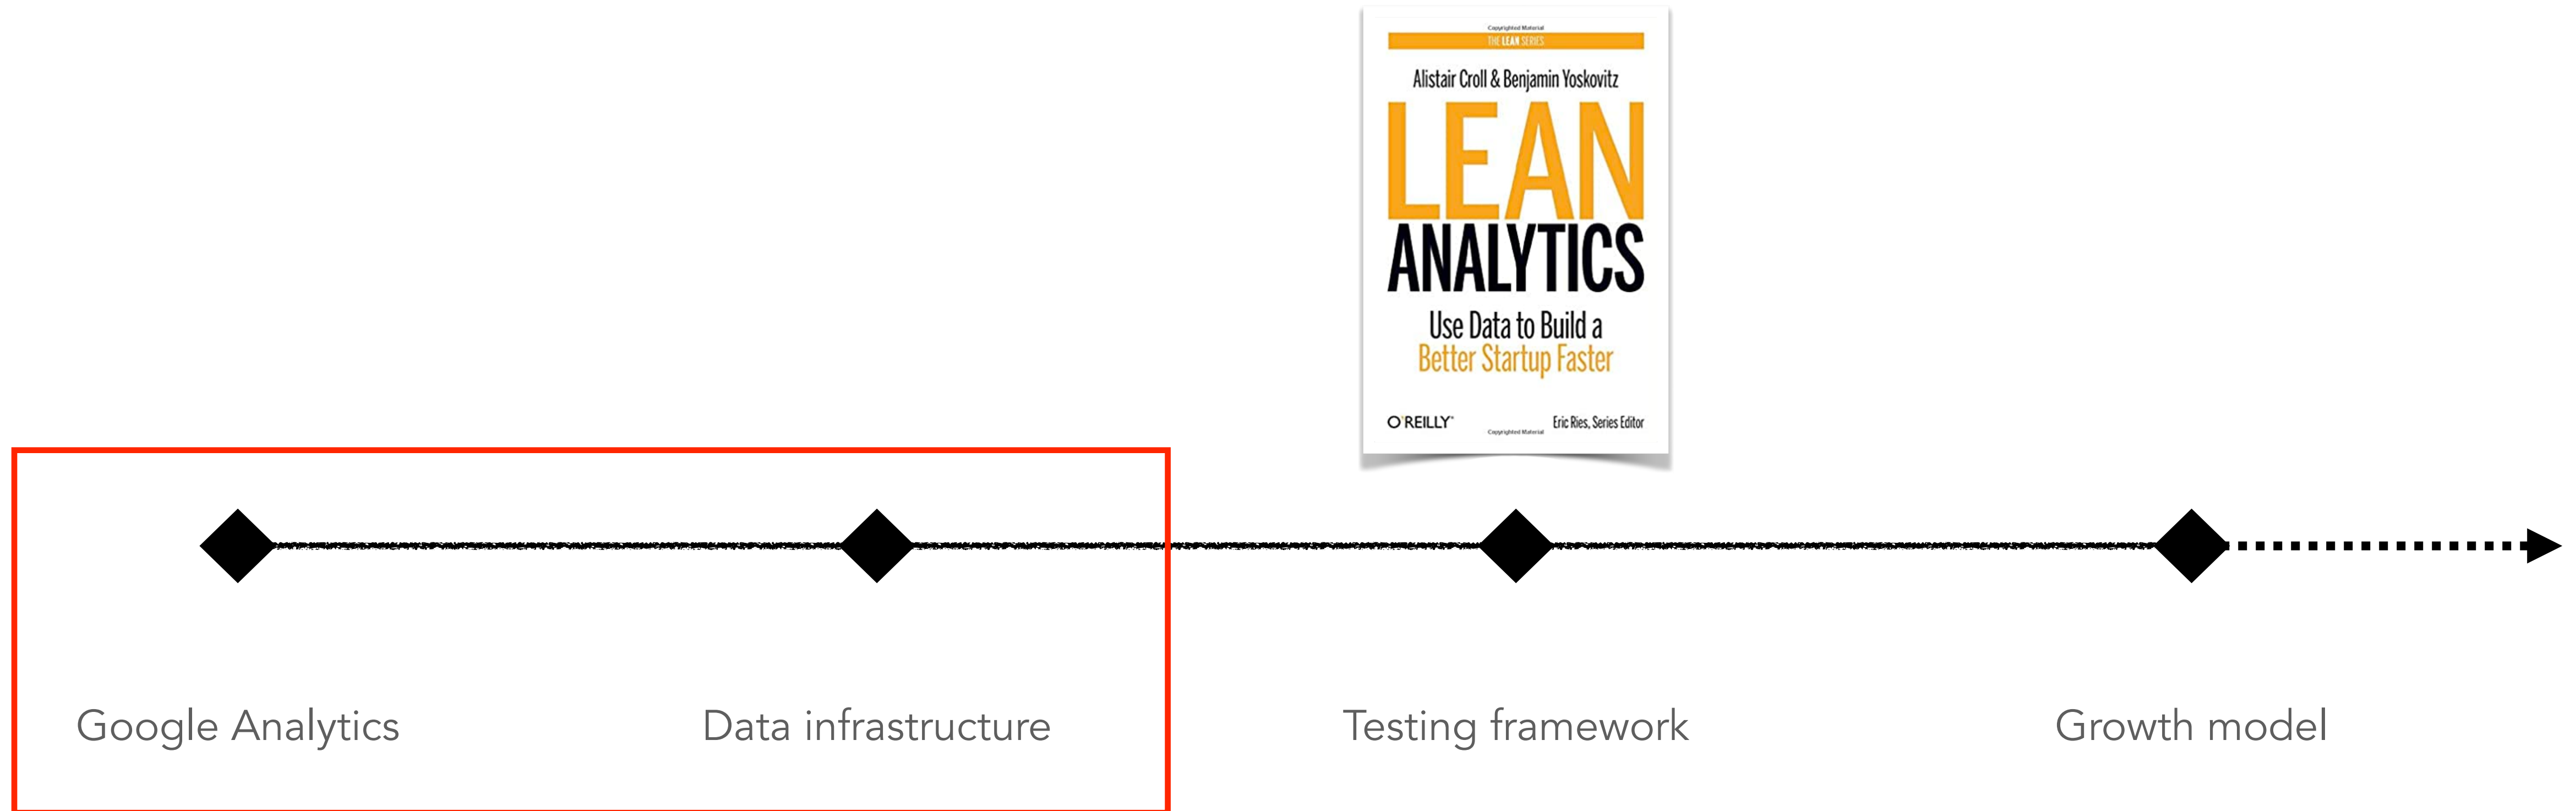 Copyrighted Material
THE LEAN SERIES
Alistair Croll & Benjamin Yoskovitz
LEAN
ANALYTICS
Use Data to Build a
Better Startup Faster
O'REILLY®
Eric Ries, Series Editor
Copyrighted Material
Google Analytics
Data infrastructure
Testing framework
Growth model